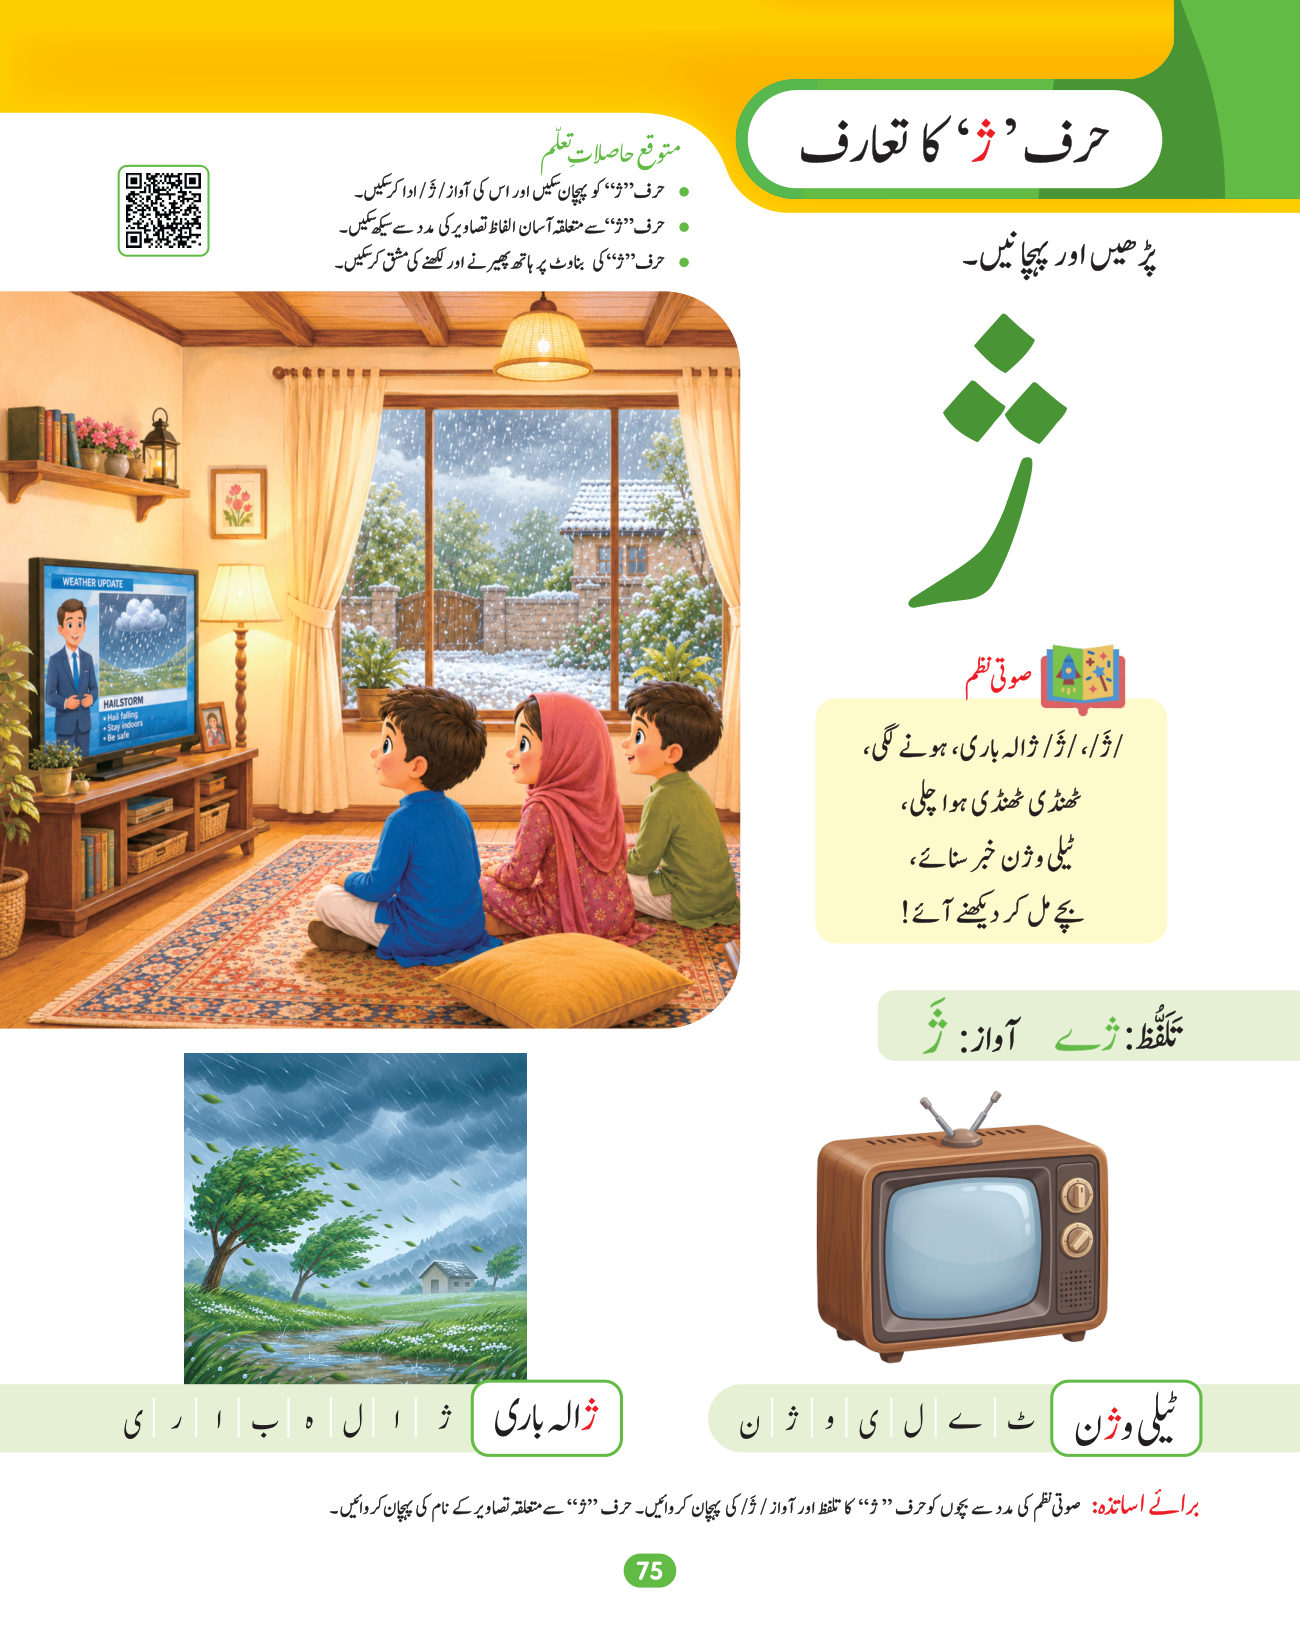 حرف ’ژ‘ کا تعارف
متوقع حاصلاتِ تعلّم
حرف ”ژ“ کو پہچان سکیں اور اس کی آواز /ژَ/ ادا کر سکیں۔
حرف ”ژ“ سے متعلقہ آسان الفاظ تصاویر کی مدد سے سیکھ سکیں۔
حرف ”ژ“ کی بناوٹ پر ہاتھ پھیرنے اور لکھنے کی مشق کر سکیں۔
پڑھیں اور پہچانیں۔
ژ
WEATHER UPDATE
HAILSTORM
• Hail falling
• Stay indoors
• Be safe
صوتی نظم
/ژَ/، /ژَ/ ژالہ باری، ہونے لگی،
ٹھنڈی ٹھنڈی ہوا چلی،
ٹیلی وژن خبر سنائے،
بچے مل کر دیکھنے آئے!
تَلَفُّظ: ژے آواز: ژَ
ٹیلی وژن ٹ ے ل ی و ژ ن
ژالہ باری ژ ا ل ہ ب ا ر ی
برائے اساتذہ: صوتی نظم کی مدد سے بچوں کو حرف ”ژ“ کا تلفظ اور آواز /ژَ/ کی پہچان کروائیں۔ حرف ”ژ“ سے متعلقہ تصاویر کے نام کی پہچان کروائیں۔
75